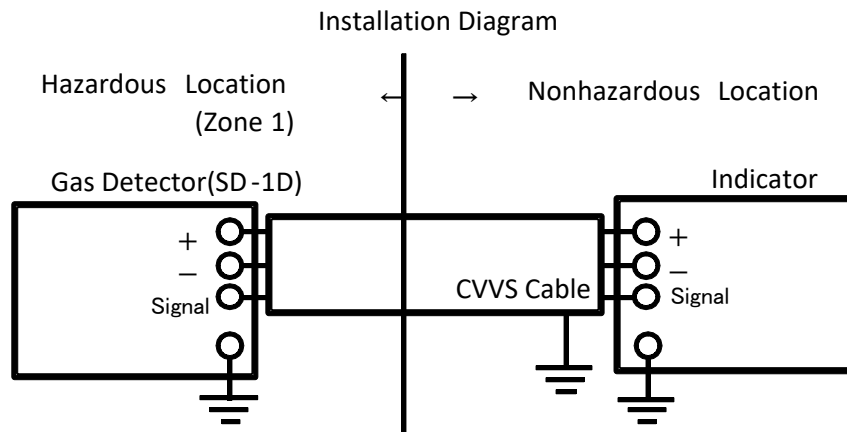 Installation Diagram
Hazardous Location
(Zone 1)
← →
Nonhazardous Location
Gas Detector(SD-1D)
Indicator
+
−
Signal
CVVS Cable
+
−
Signal